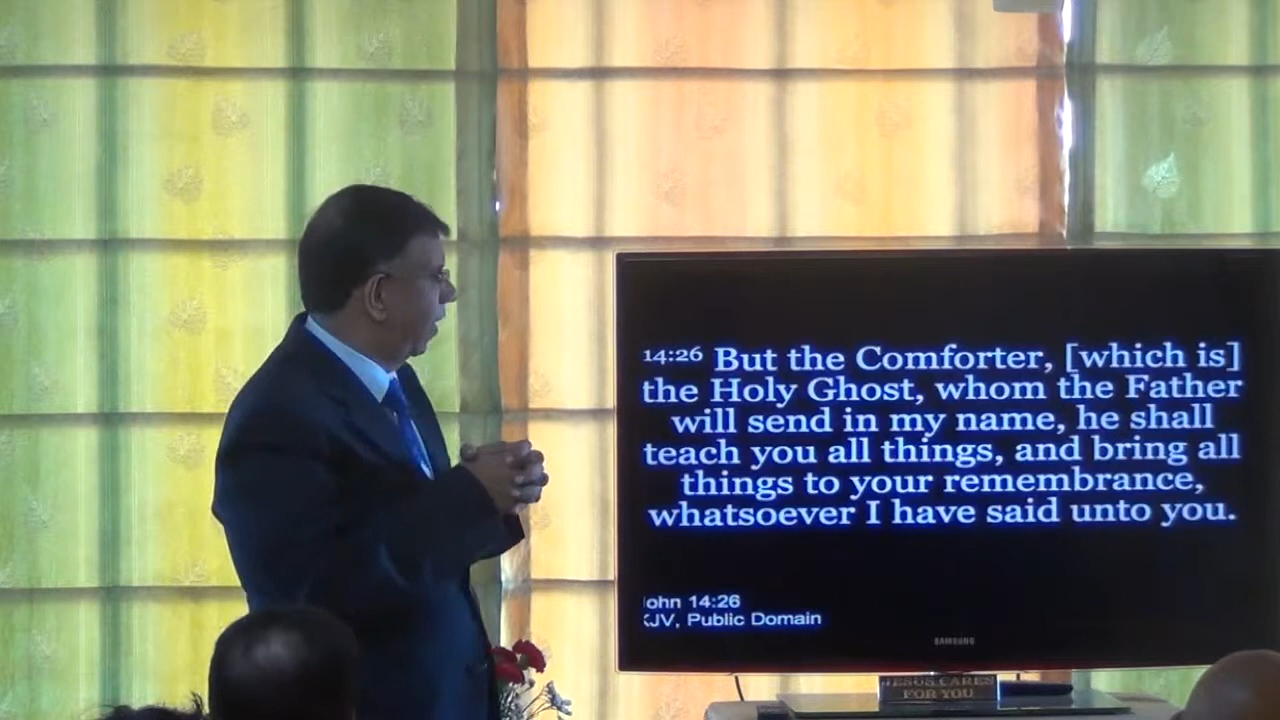 14:26 But the Comforter, [which is]
the Holy Ghost, whom the Father
will send in my name, he shall
teach you all things, and bring all
things to your remembrance,
whatsoever I have said unto you.
ohn 14:26
KJV, Public Domain
SAMSUNG
JESUS CARES
FOR YOU